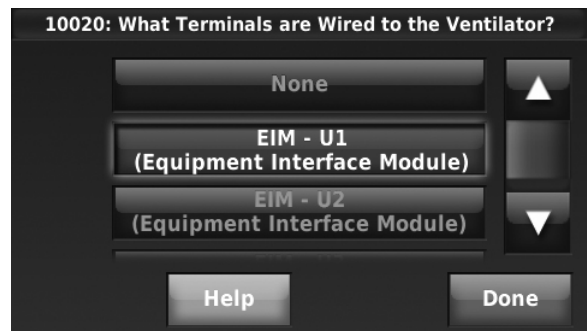 10020: What Terminals are Wired to the Ventilator?
None
EIM - U1
(Equipment Interface Module)
EIM - U2
(Equipment Interface Module)
Help
Done